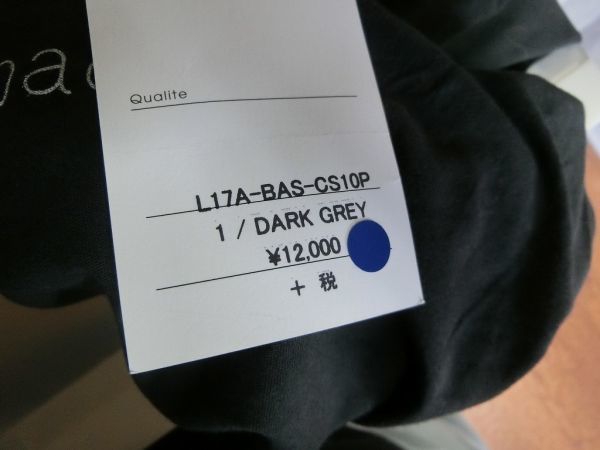 Qualite
L17A-BAS-CS10P
1 / DARK GREY
¥12,000
+ 税